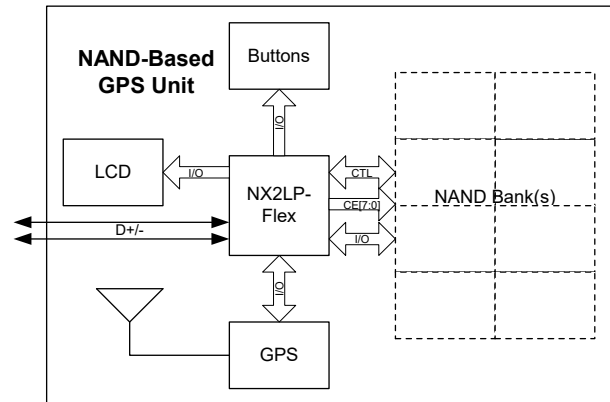 NAND-Based
GPS Unit
Buttons
I/O
LCD
I/O
NX2LP-
Flex
CTL
CE[7:0]
I/O
NAND Bank(s)
D+/-
I/O
GPS